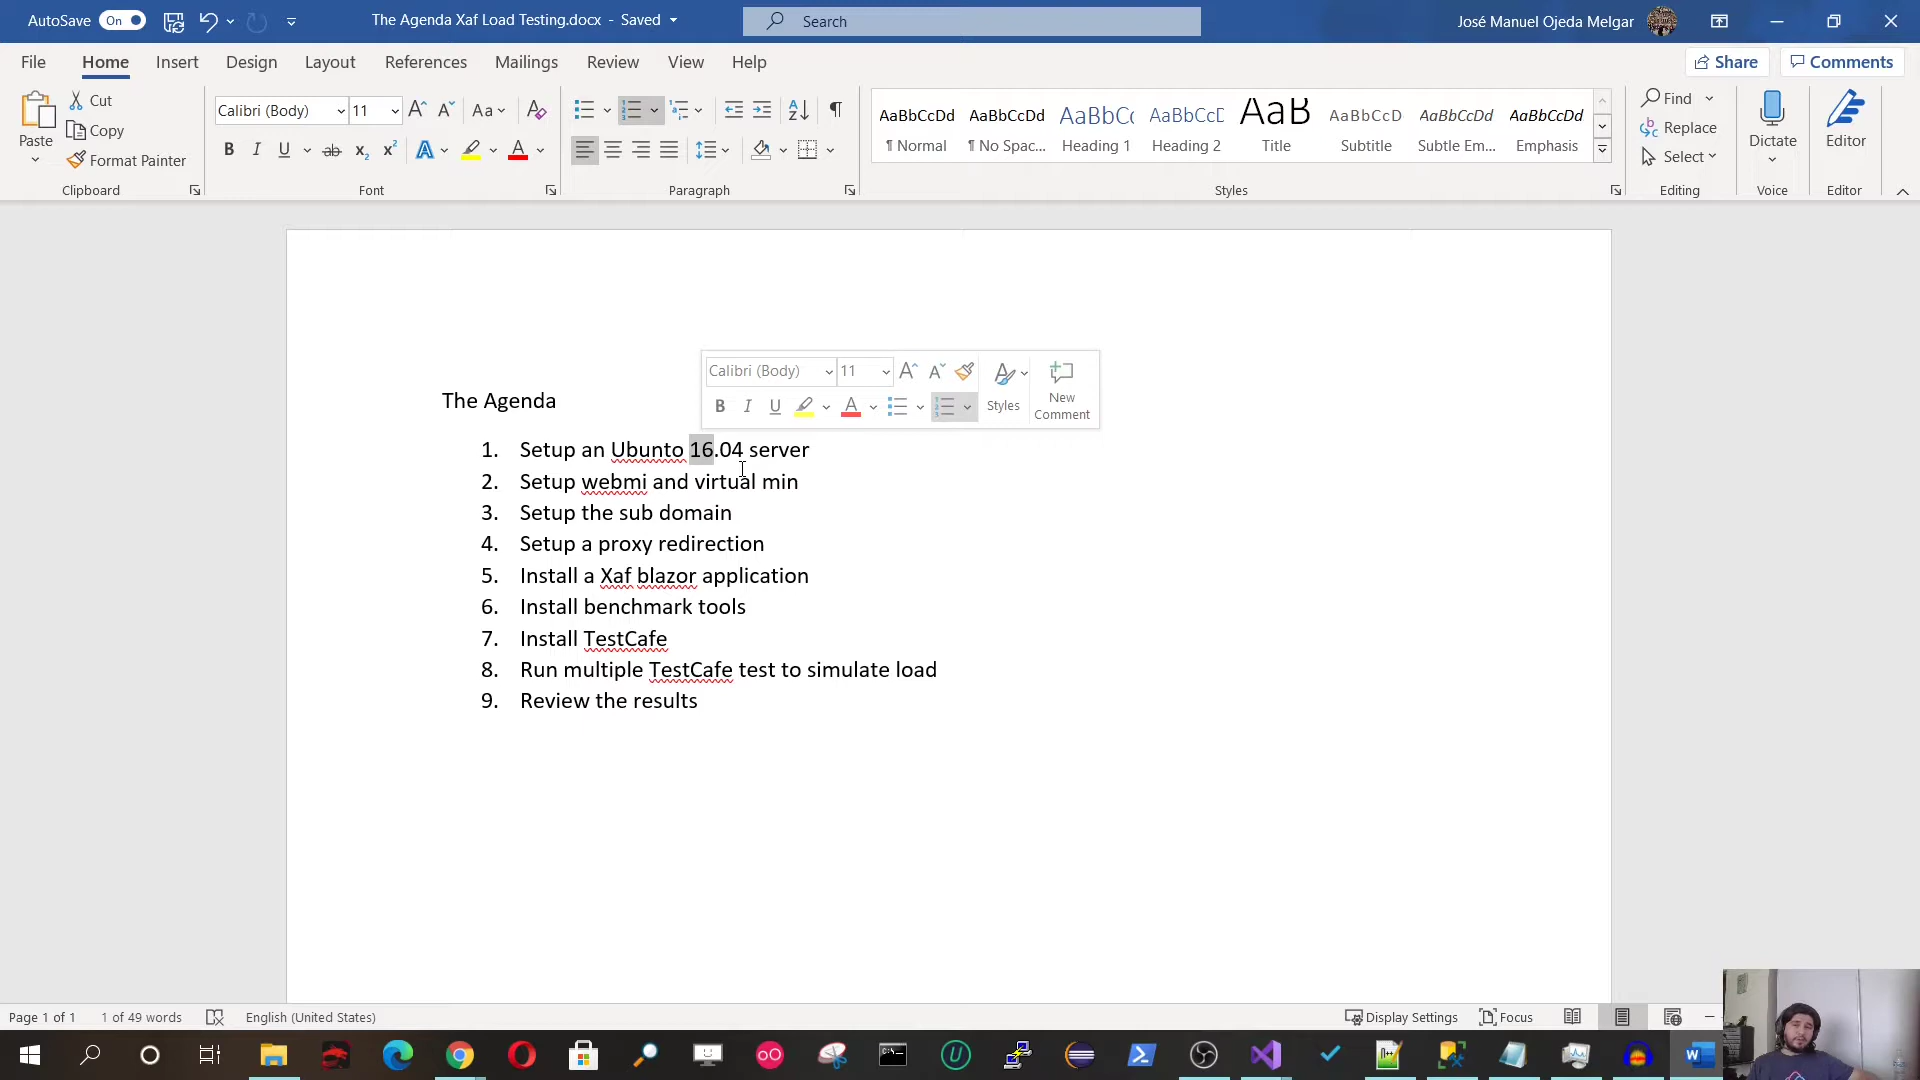 AutoSave On The Agenda Xaf Load Testing.docx - Saved Search José Manuel Ojeda Melgar
File Home Insert Design Layout References Mailings Review View Help Share Comments
Paste Cut Copy Format Painter Clipboard
Calibri (Body) 11 Aa Font
Paragraph
AaBbCcDd AaBbCcDd AaBbCc AaBbCcD AaB AaBbCcD AaBbCcDd AaBbCcDd
¶ Normal ¶ No Spac... Heading 1 Heading 2 Title Subtitle Subtle Em... Emphasis
Styles
Find Replace Select Editing
Dictate Voice
Editor Editor
Calibri (Body) 11 Styles New Comment
The Agenda
1. Setup an Ubunto 16.04 server
2. Setup webmi and virtual min
3. Setup the sub domain
4. Setup a proxy redirection
5. Install a Xaf blazor application
6. Install benchmark tools
7. Install TestCafe
8. Run multiple TestCafe test to simulate load
9. Review the results
Page 1 of 1 1 of 49 words English (United States) Display Settings Focus